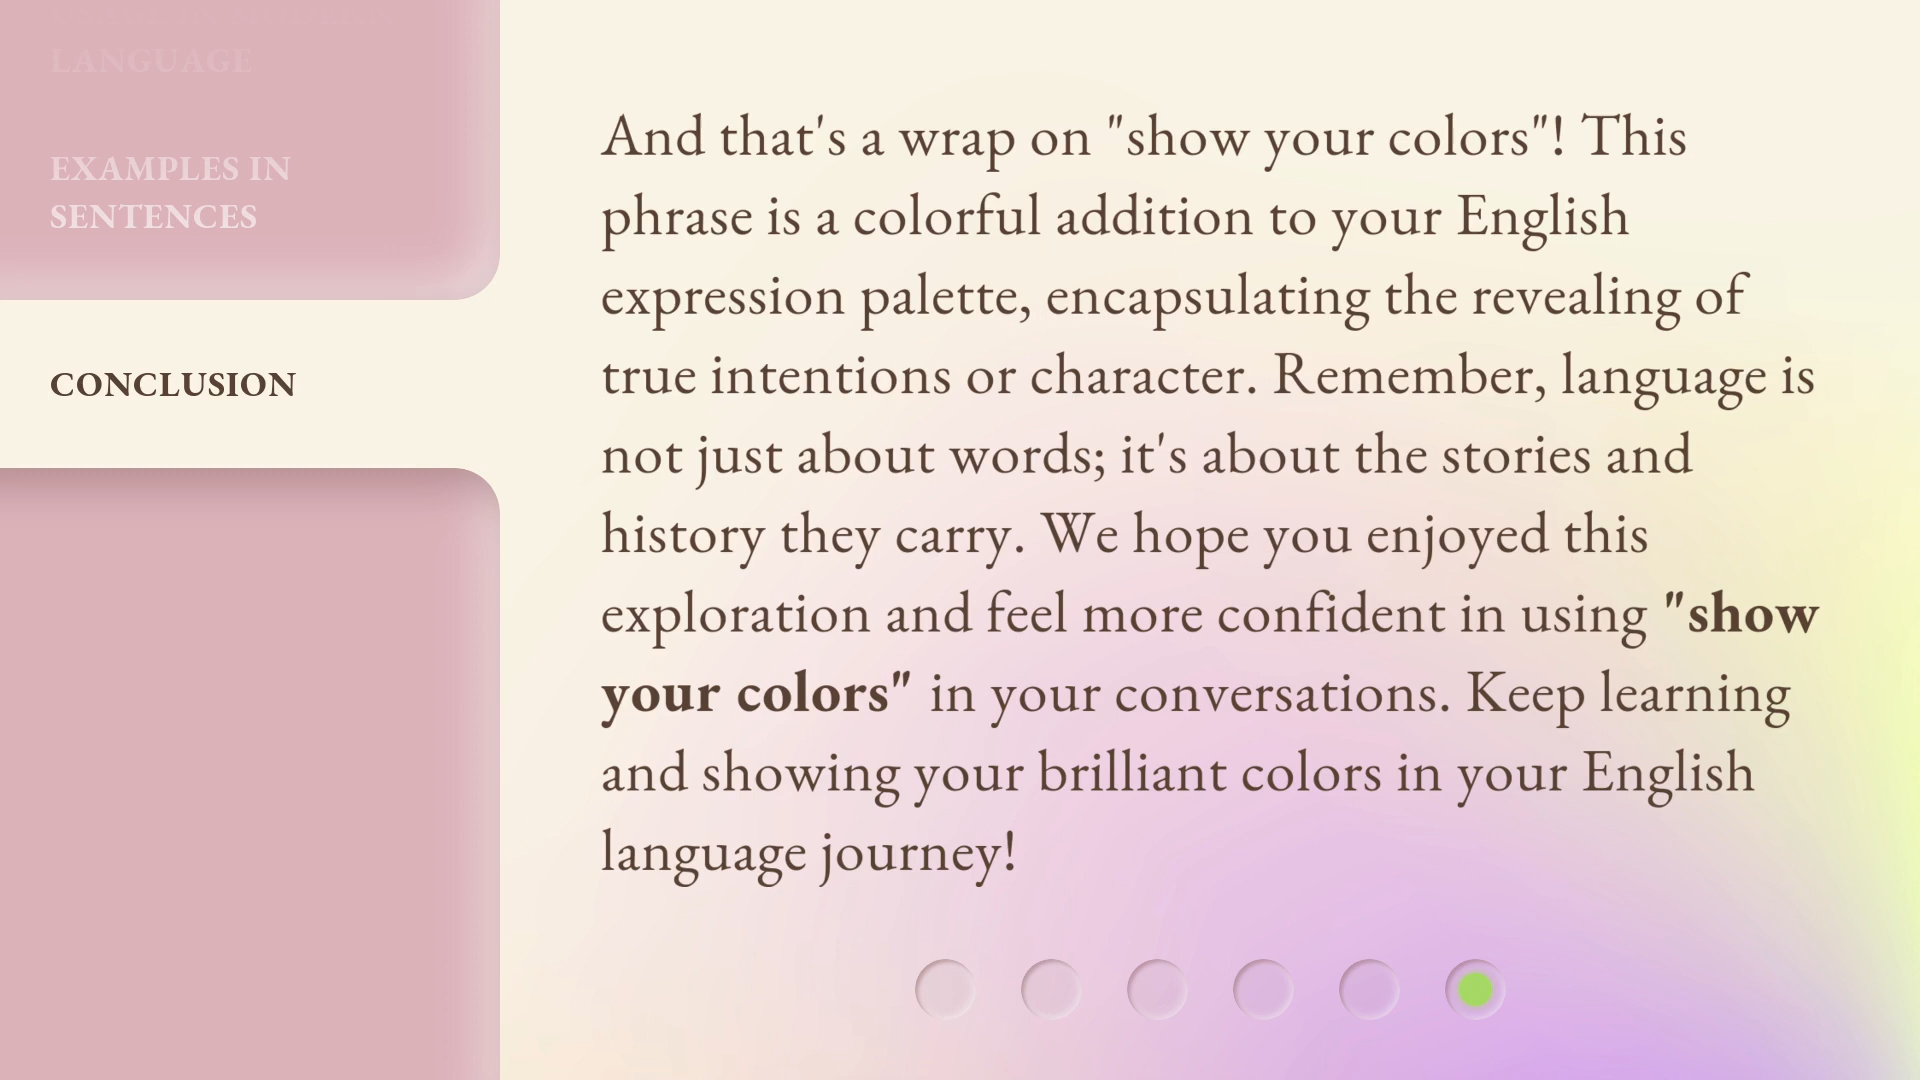 LANGUAGE
EXAMPLES IN
SENTENCES
CONCLUSION
And that's a wrap on "show your colors"! This
phrase is a colorful addition to your English
expression palette, encapsulating the revealing of
true intentions or character. Remember, language is
not just about words; it's about the stories and
history they carry. We hope you enjoyed this
exploration and feel more confident in using "show
your colors" in your conversations. Keep learning
and showing your brilliant colors in your English
language journey!